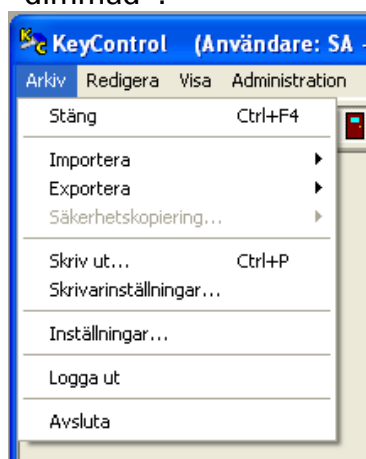 dimmad".
KeyControl (Användare: SA -
Arkiv Redigera Visa Administration
Stäng Ctrl+F4
Importera
Exportera
Säkerhetskopiering...
Skriv ut... Ctrl+P
Skrivarinställningar...
Inställningar...
Logga ut
Avsluta